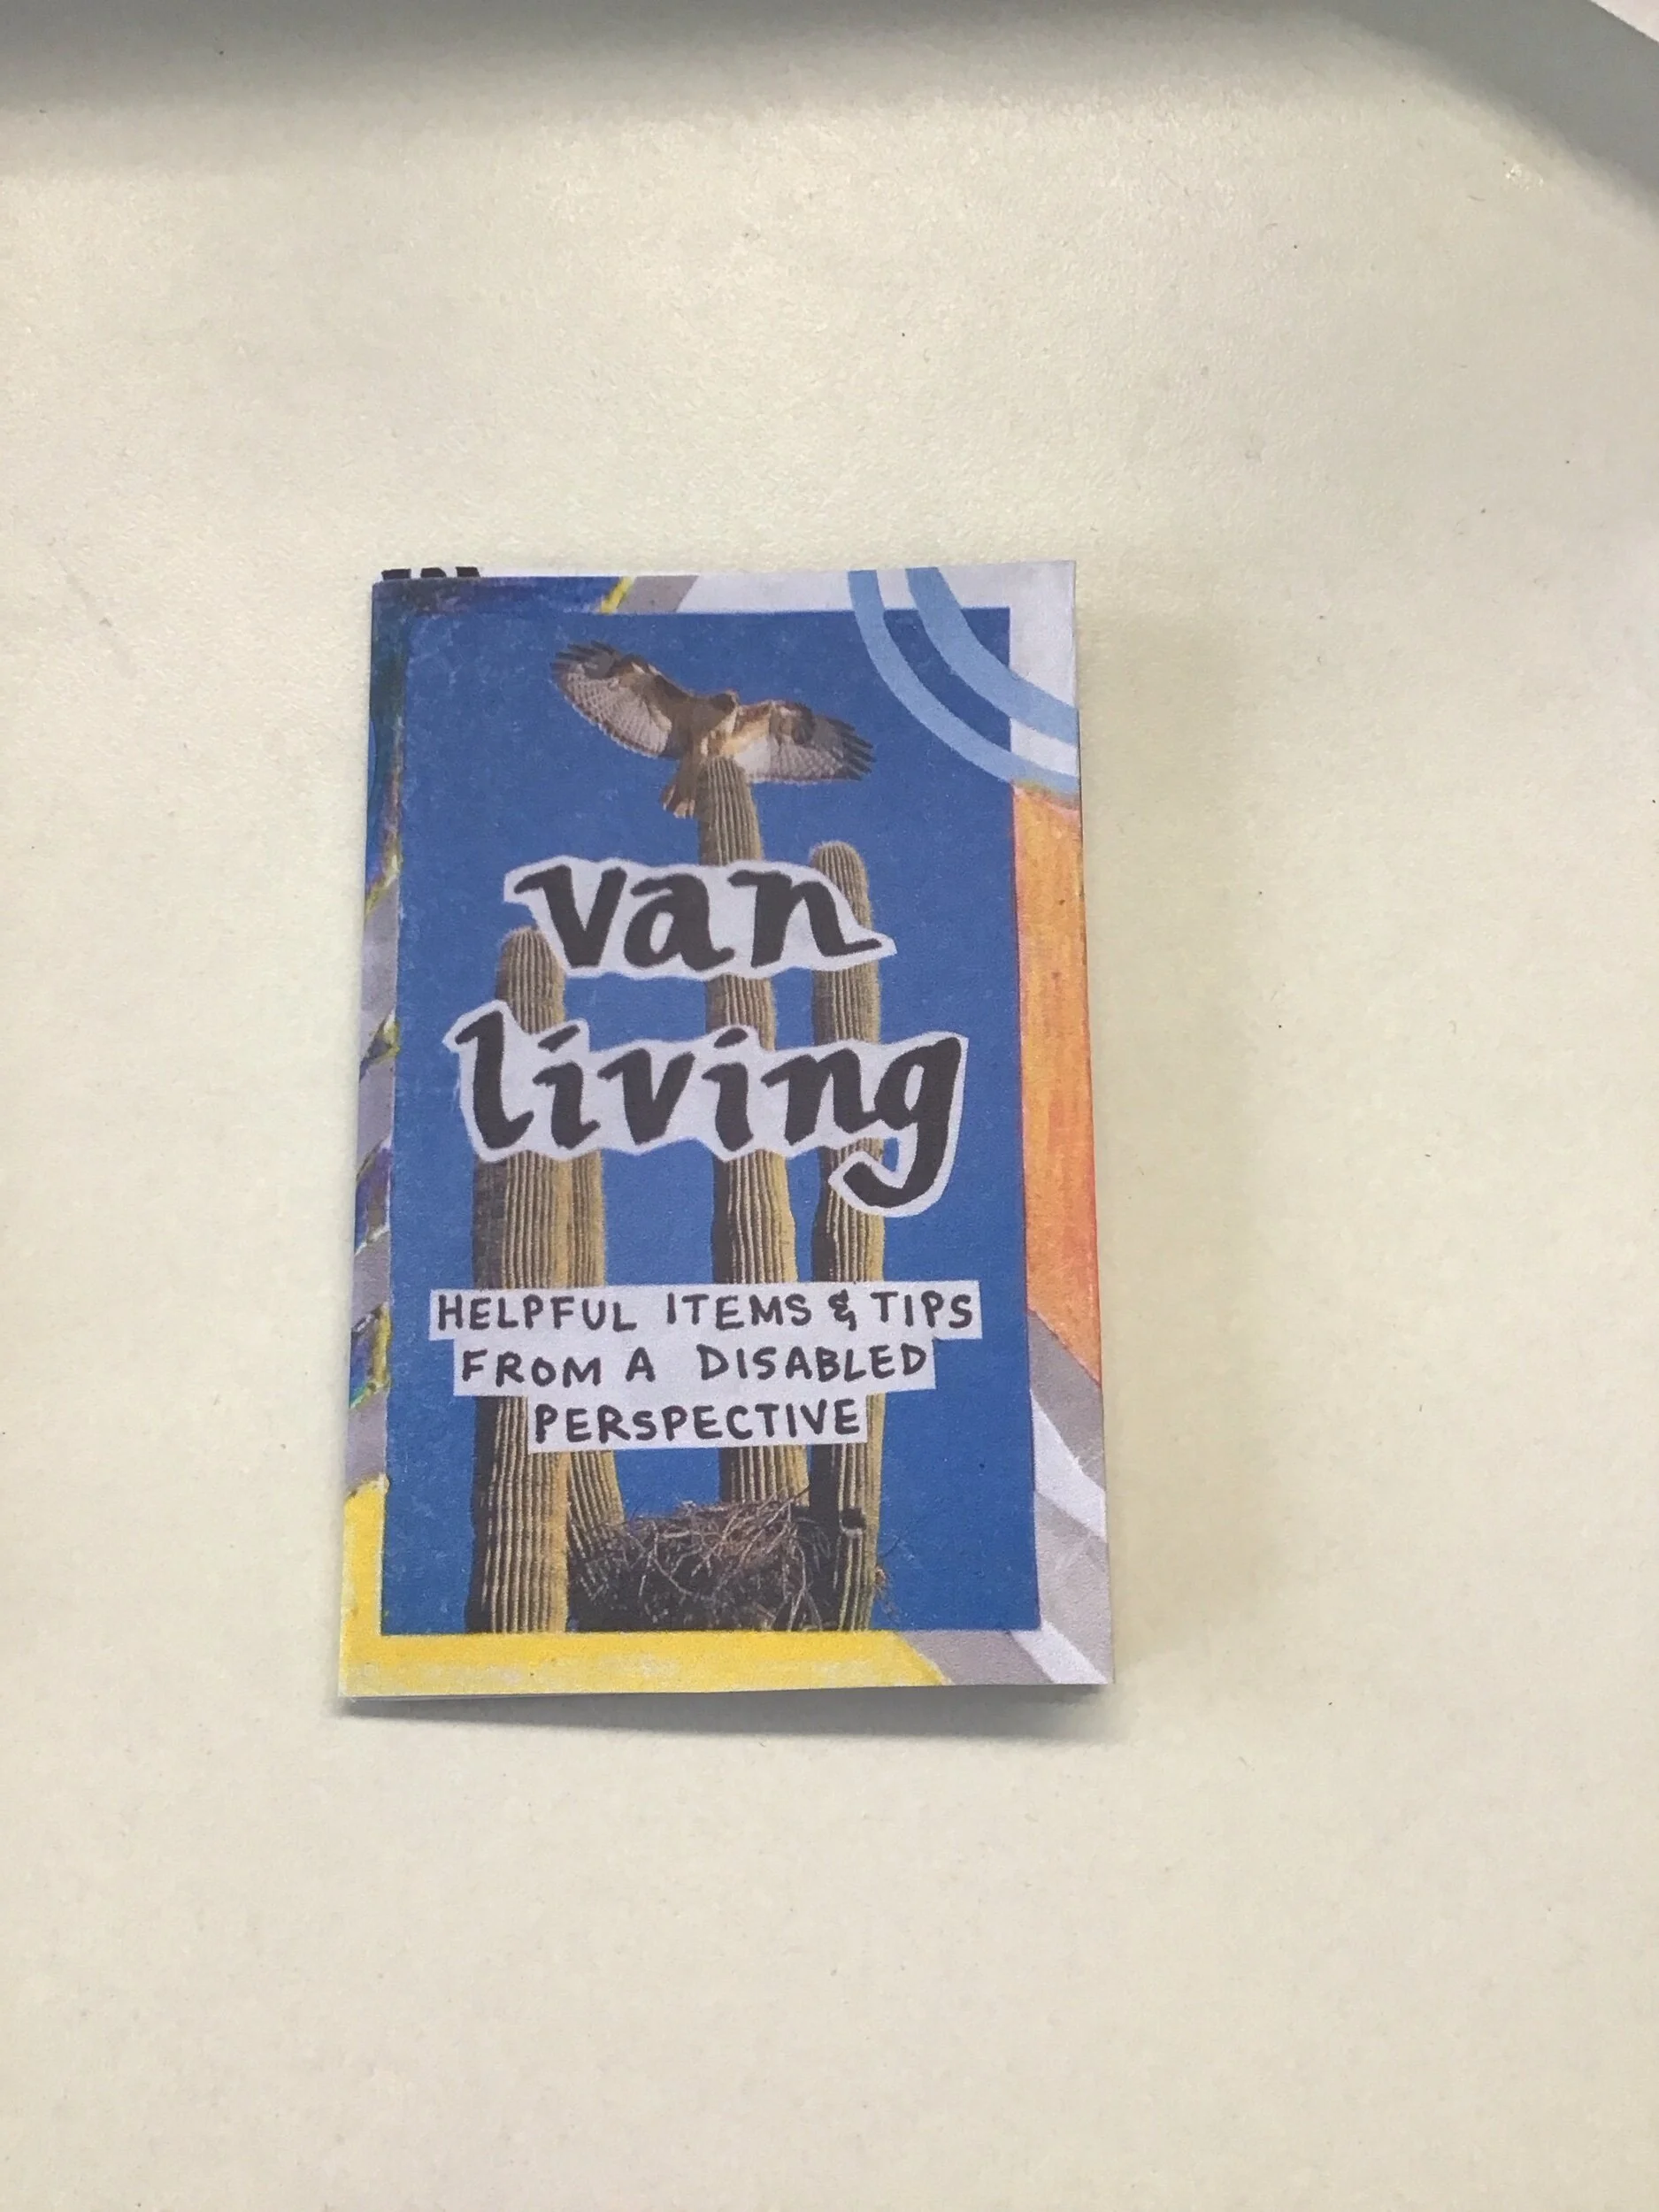 van
living
HELPFUL ITEMS & TIPS
FROM A DISABLED
PERSPECTIVE